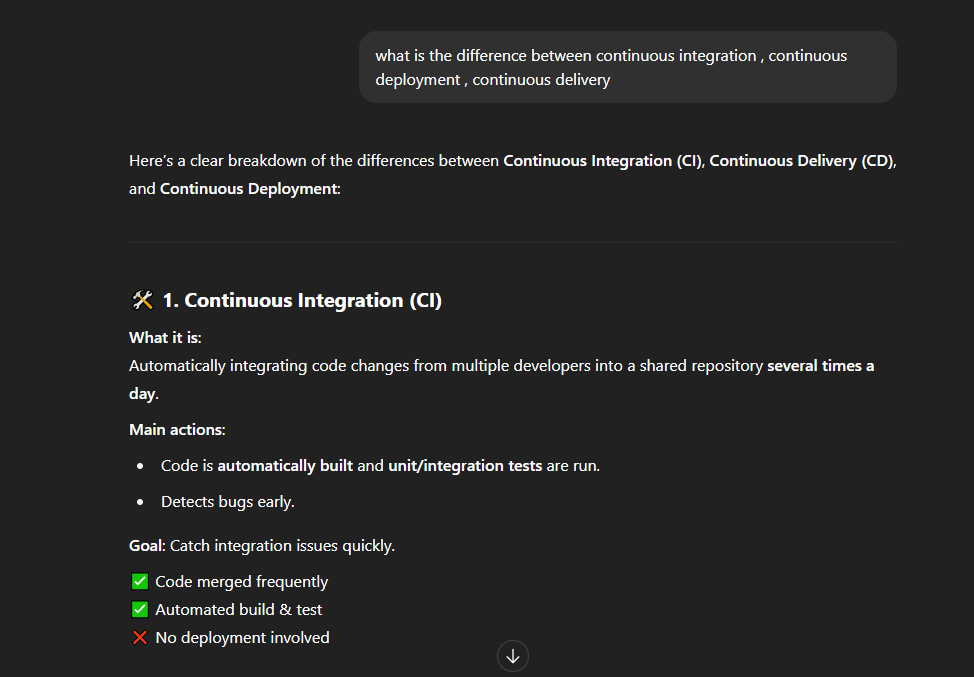 what is the difference between continuous integration , continuous
deployment , continuous delivery
Here's a clear breakdown of the differences between Continuous Integration (CI), Continuous Delivery (CD),
and Continuous Deployment:
🛠 1. Continuous Integration (CI)
What it is:
Automatically integrating code changes from multiple developers into a shared repository several times a
day.
Main actions:
• Code is automatically built and unit/integration tests are run.
• Detects bugs early.
Goal: Catch integration issues quickly.
✅ Code merged frequently
✅ Automated build & test
❌ No deployment involved